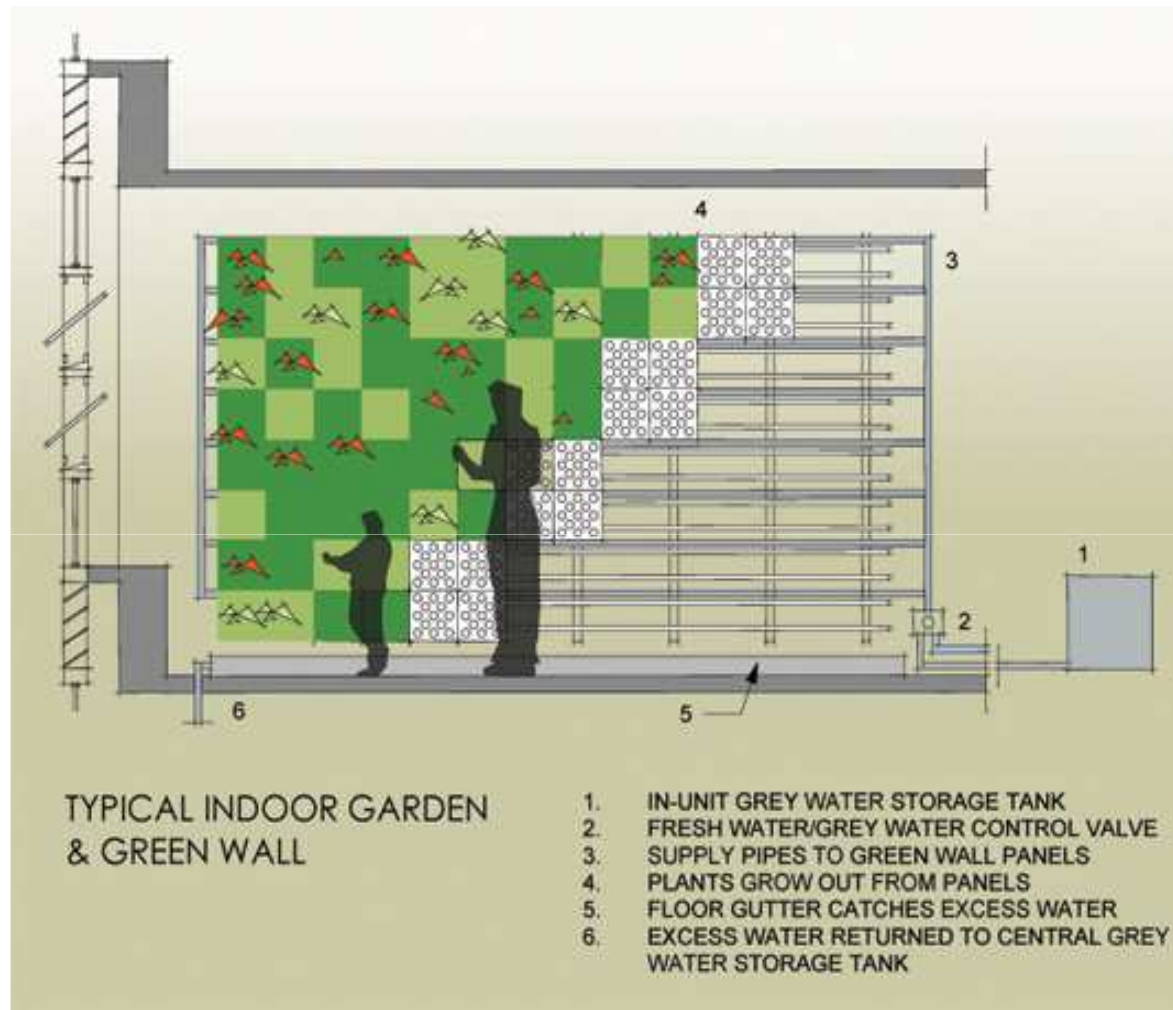 4
3
1
2
6
5
TYPICAL INDOOR GARDEN
& GREEN WALL
1. IN-UNIT GREY WATER STORAGE TANK
2. FRESH WATER/GREY WATER CONTROL VALVE
3. SUPPLY PIPES TO GREEN WALL PANELS
4. PLANTS GROW OUT FROM PANELS
5. FLOOR GUTTER CATCHES EXCESS WATER
6. EXCESS WATER RETURNED TO CENTRAL GREY
WATER STORAGE TANK